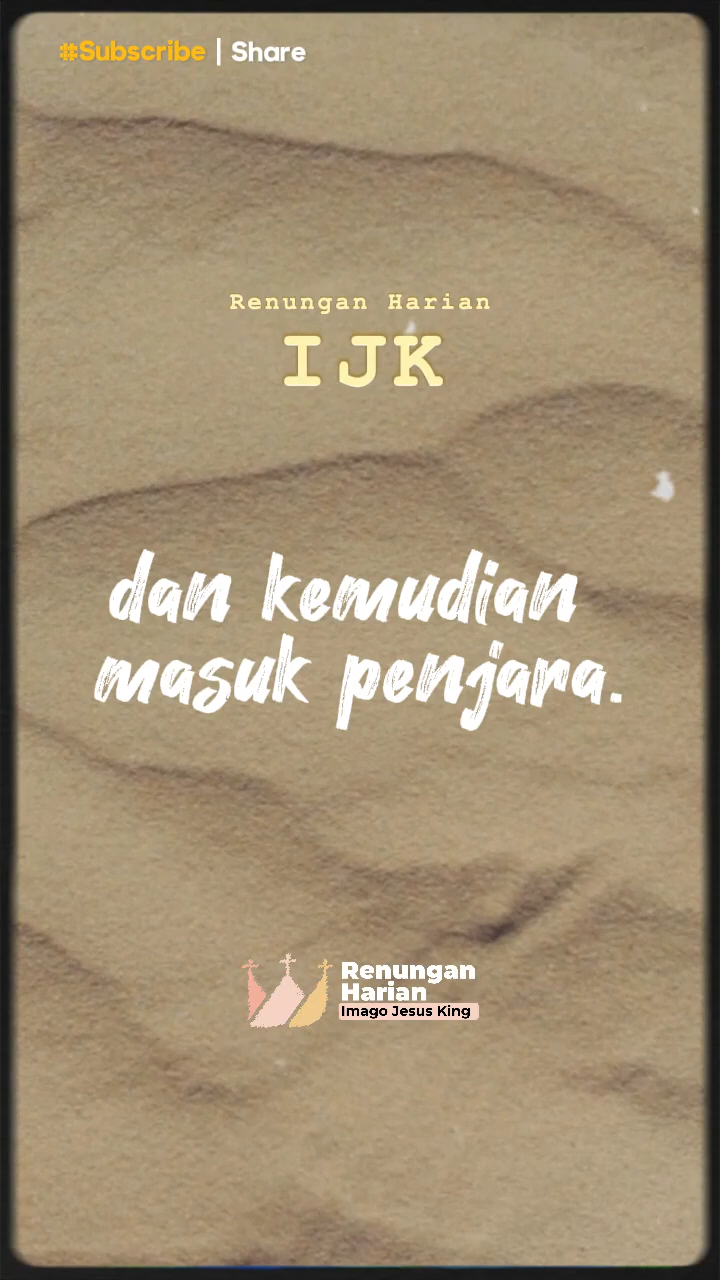 #Subscribe | Share
Renungan Harian
IJK
dan kemudian
masuk penjara.
Renungan
Harian
Imago Jesus King